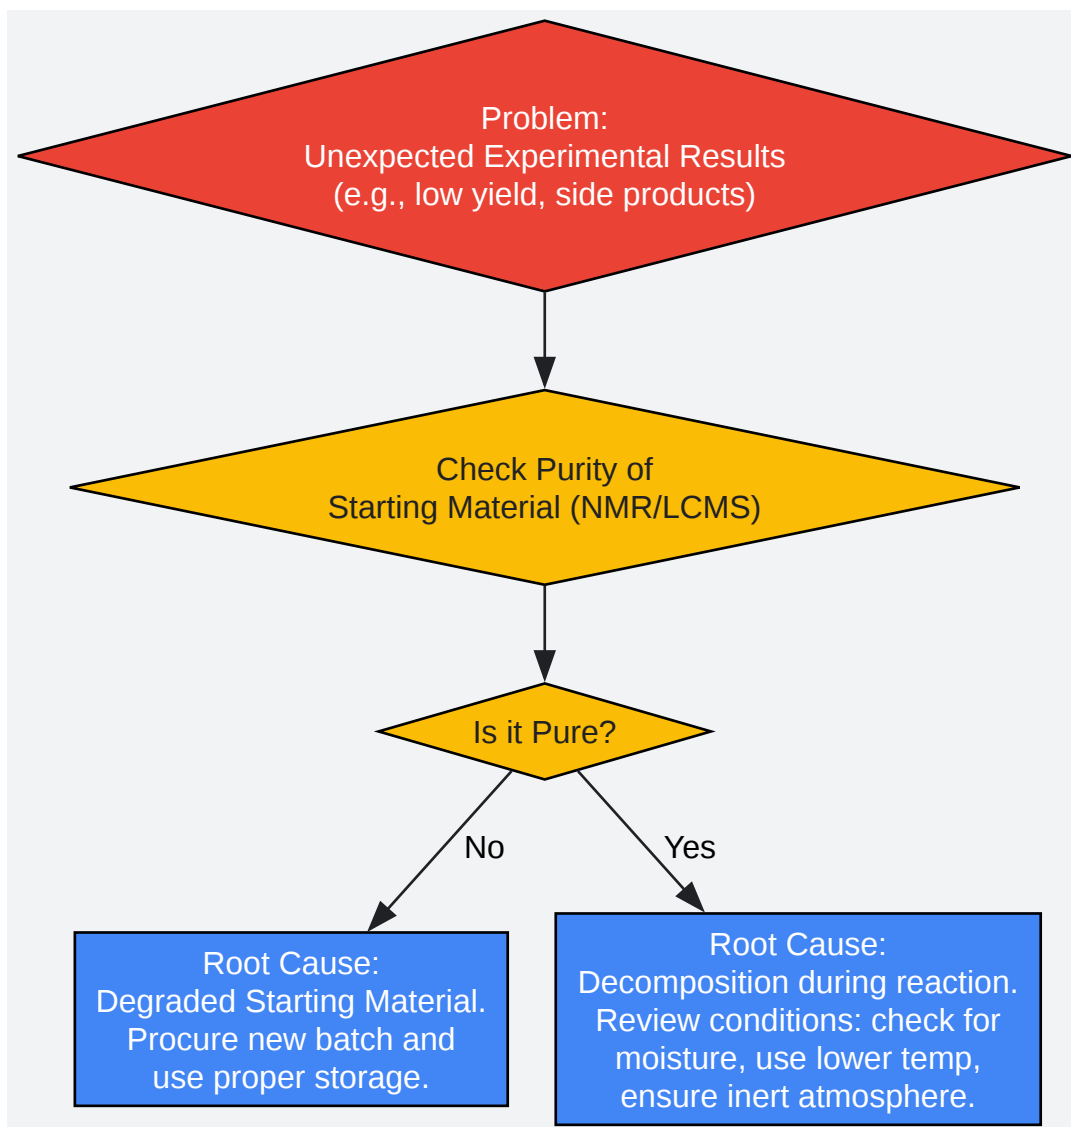 Problem:
Unexpected Experimental Results
(e.g., low yield, side products)
Check Purity of
Starting Material (NMR/LCMS)
Is it Pure?
No
Yes
Root Cause:
Degraded Starting Material.
Procure new batch and
use proper storage.
Root Cause:
Decomposition during reaction.
Review conditions: check for
moisture, use lower temp,
ensure inert atmosphere.